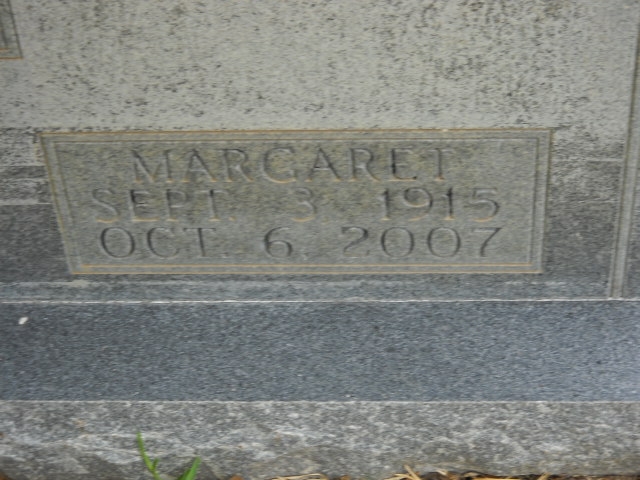 MARGARET
SEPT. 3 1915
OCT. 6, 2007